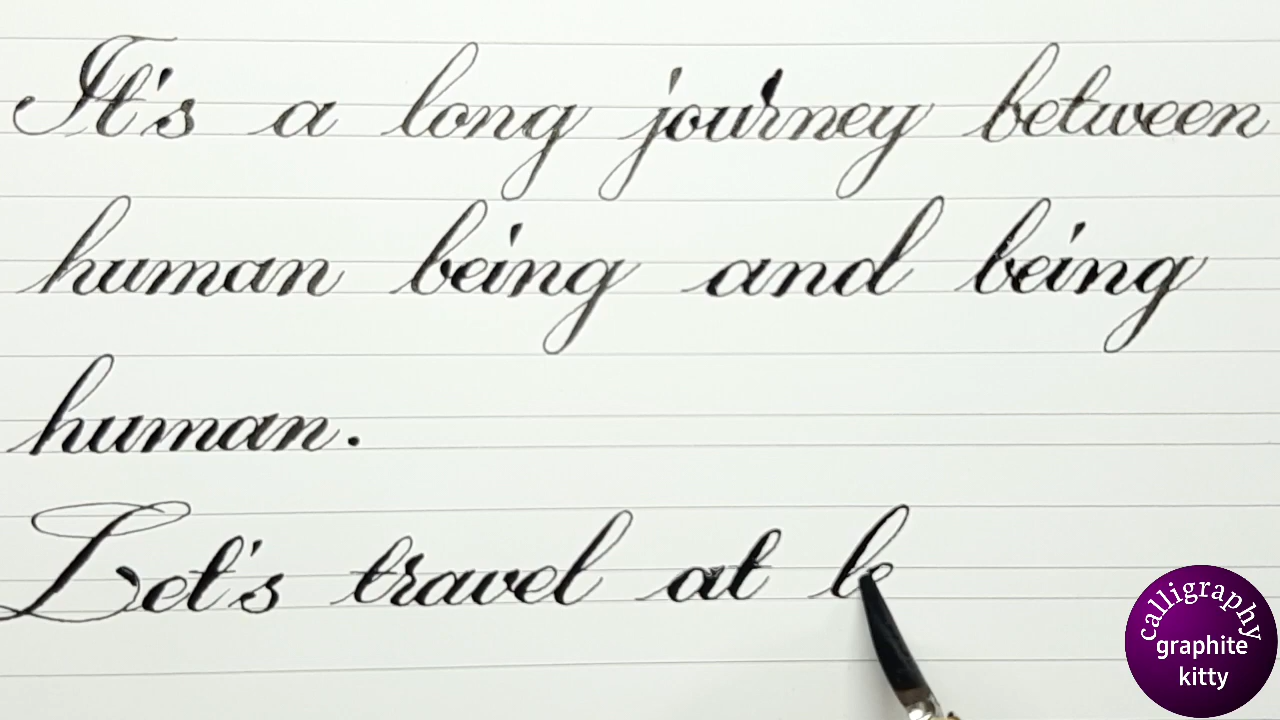 It's a long journey between
human being and being
human.
Let's travel at le
calligraphy
graphite
kitty